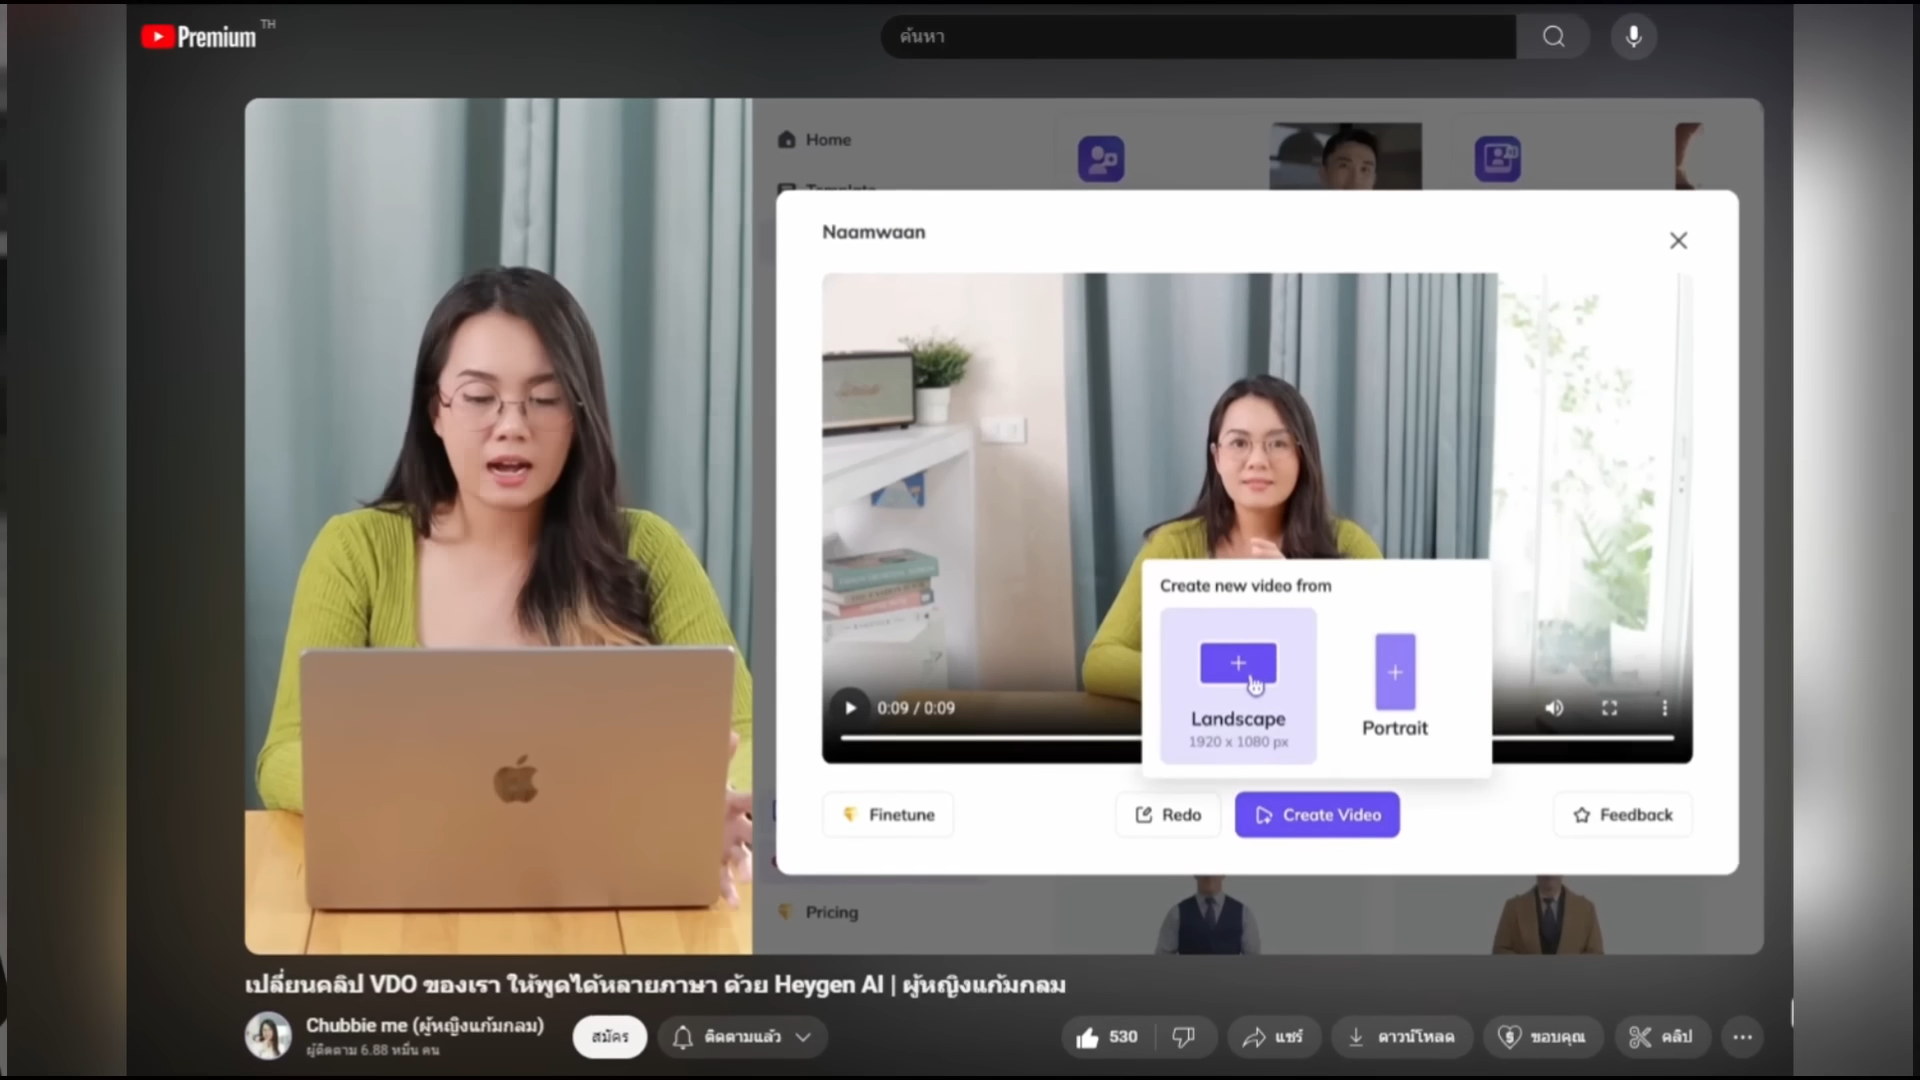 Premium TH
ค้นหา
Home
Template
Naamwaan
Create new video from
Landscape
1920 x 1080 px
Portrait
0:09 / 0:09
Finetune
Redo
Create Video
Feedback
Pricing
เปลี่ยนคลิป VDO ของเรา ให้พูดได้หลายภาษา ด้วย Heygen AI | ผู้หญิงแก้มกลม
Chubbie me (ผู้หญิงแก้มกลม)
ผู้ติดตาม 6.88 หมื่น คน
สมัคร
ติดตามแล้ว
530
แชร์
ดาวน์โหลด
ขอบคุณ
คลิป